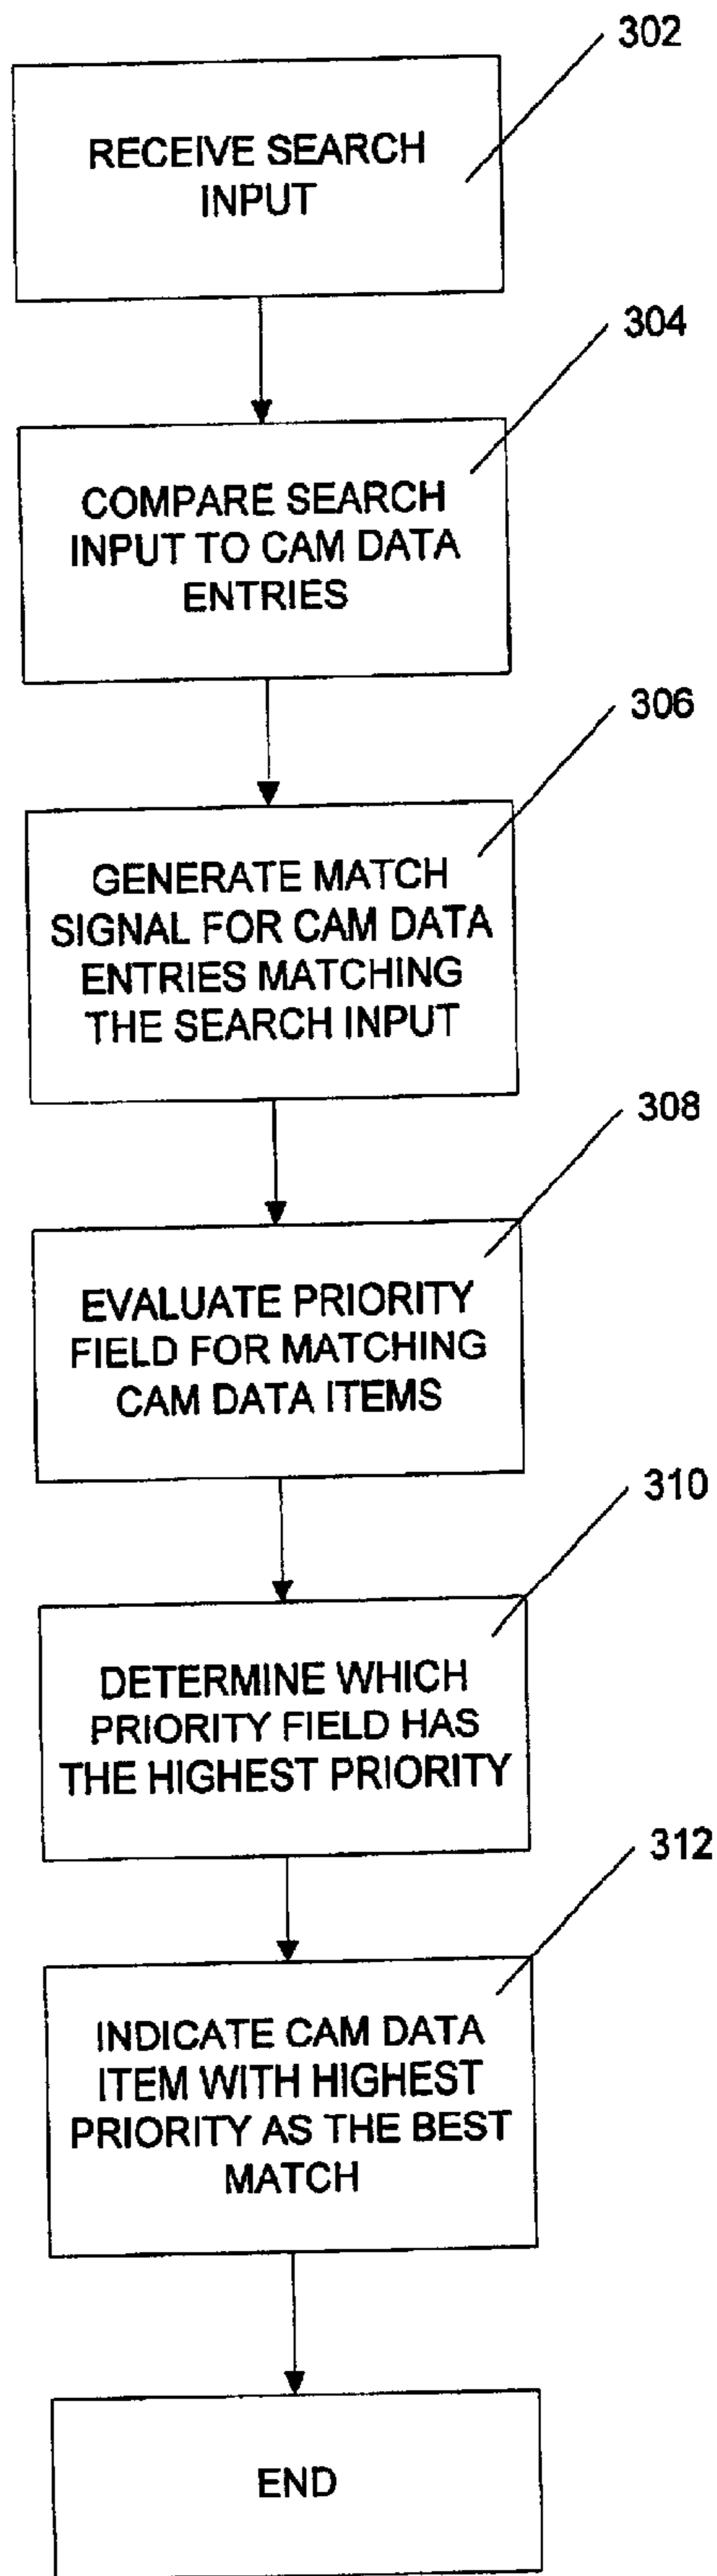 302
RECEIVE SEARCH
INPUT
304
COMPARE SEARCH
INPUT TO CAM DATA
ENTRIES
306
GENERATE MATCH
SIGNAL FOR CAM DATA
ENTRIES MATCHING
THE SEARCH INPUT
308
EVALUATE PRIORITY
FIELD FOR MATCHING
CAM DATA ITEMS
310
DETERMINE WHICH
PRIORITY FIELD HAS
THE HIGHEST PRIORITY
312
INDICATE CAM DATA
ITEM WITH HIGHEST
PRIORITY AS THE BEST
MATCH
END